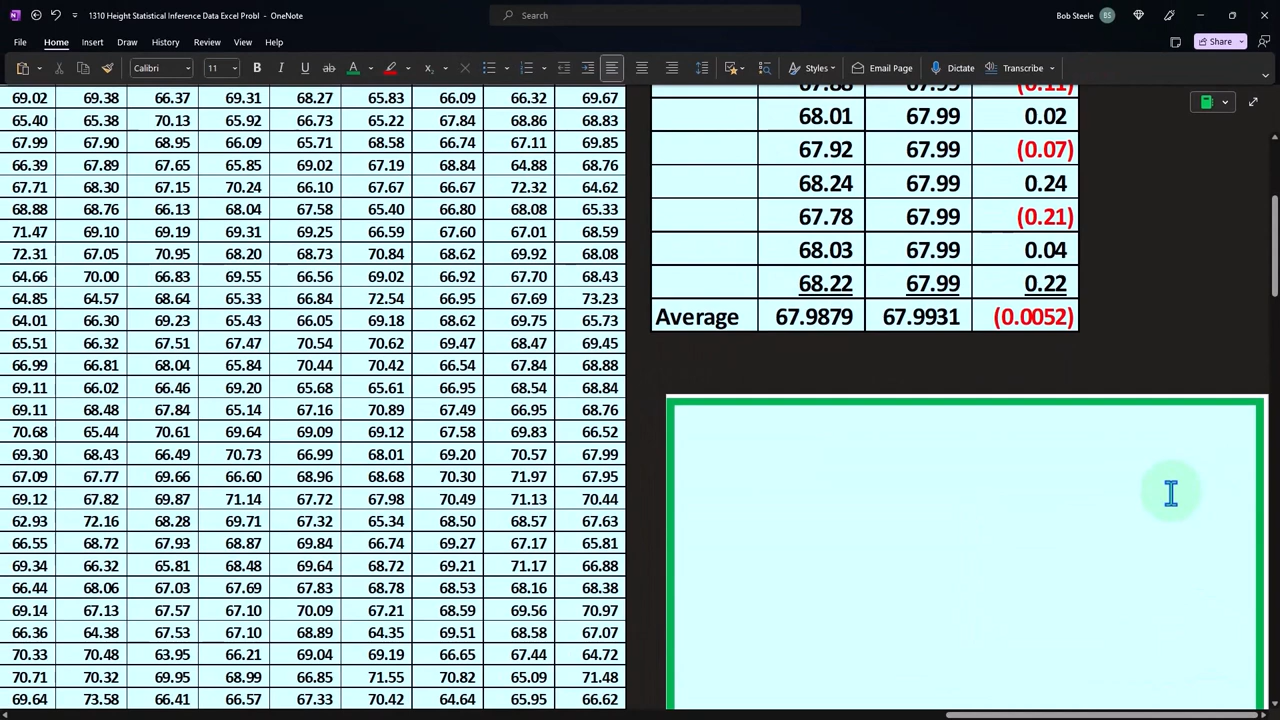 1310 Height Statistical Inference Data Excel Probl - OneNote
Search
Bob Steele BS
File Home Insert Draw History Review View Help
Share
Calibri 11 B I U ab A Styles Email Page Dictate Transcribe
69.02 69.38 66.37 69.31 68.27 65.83 66.09 66.32 69.67
65.40 65.38 70.13 65.92 66.73 65.22 67.84 68.86 68.83
67.99 67.90 68.95 66.09 65.71 68.58 66.74 67.11 69.85
66.39 67.89 67.65 65.85 69.02 67.19 68.84 64.88 68.76
67.71 68.30 67.15 70.24 66.10 67.67 66.67 72.32 64.62
68.88 68.76 66.13 68.04 67.58 65.40 66.80 68.08 65.33
71.47 69.10 69.19 69.31 69.25 66.59 67.60 67.01 68.59
72.31 67.05 70.95 68.20 68.73 70.84 68.62 69.92 68.08
64.66 70.00 66.83 69.55 66.56 69.02 66.92 67.70 68.43
64.85 64.57 68.64 65.33 66.84 72.54 66.95 67.69 73.23
64.01 66.30 69.23 65.43 66.05 69.18 68.62 69.75 65.73
65.51 66.32 67.51 67.47 70.54 70.62 69.47 68.47 69.45
66.99 66.81 68.04 65.84 70.44 70.42 66.54 67.84 68.88
69.11 66.02 66.46 69.20 65.68 65.61 66.95 68.54 68.84
69.11 68.48 67.84 65.14 67.16 70.89 67.49 66.95 68.76
70.68 65.44 70.61 69.64 69.09 69.12 67.58 69.83 66.52
69.30 68.43 66.49 70.73 66.99 68.01 69.20 70.57 67.99
67.09 67.77 69.66 66.60 68.96 68.68 70.30 71.97 67.95
69.12 67.82 69.87 71.14 67.72 67.98 70.49 71.13 70.44
62.93 72.16 68.28 69.71 67.32 65.34 68.50 68.57 67.63
66.55 68.72 67.93 68.87 69.84 66.74 69.27 67.17 65.81
69.34 66.32 65.81 68.48 69.64 68.72 69.21 71.17 66.88
66.44 68.06 67.03 67.69 67.83 68.78 68.53 68.16 68.38
69.14 67.13 67.57 67.10 70.09 67.21 68.59 69.56 70.97
66.36 64.38 67.53 67.10 68.89 64.35 69.51 68.58 67.07
70.33 70.48 63.95 66.21 69.04 69.19 66.65 67.44 64.72
70.71 70.32 69.95 68.99 66.85 71.55 70.82 65.09 71.48
69.64 73.58 66.41 66.57 67.33 70.42 64.64 65.95 66.62
67.88 67.99 (0.11)
68.01 67.99 0.02
67.92 67.99 (0.07)
68.24 67.99 0.24
67.78 67.99 (0.21)
68.03 67.99 0.04
68.22 67.99 0.22
Average 67.9879 67.9931 (0.0052)